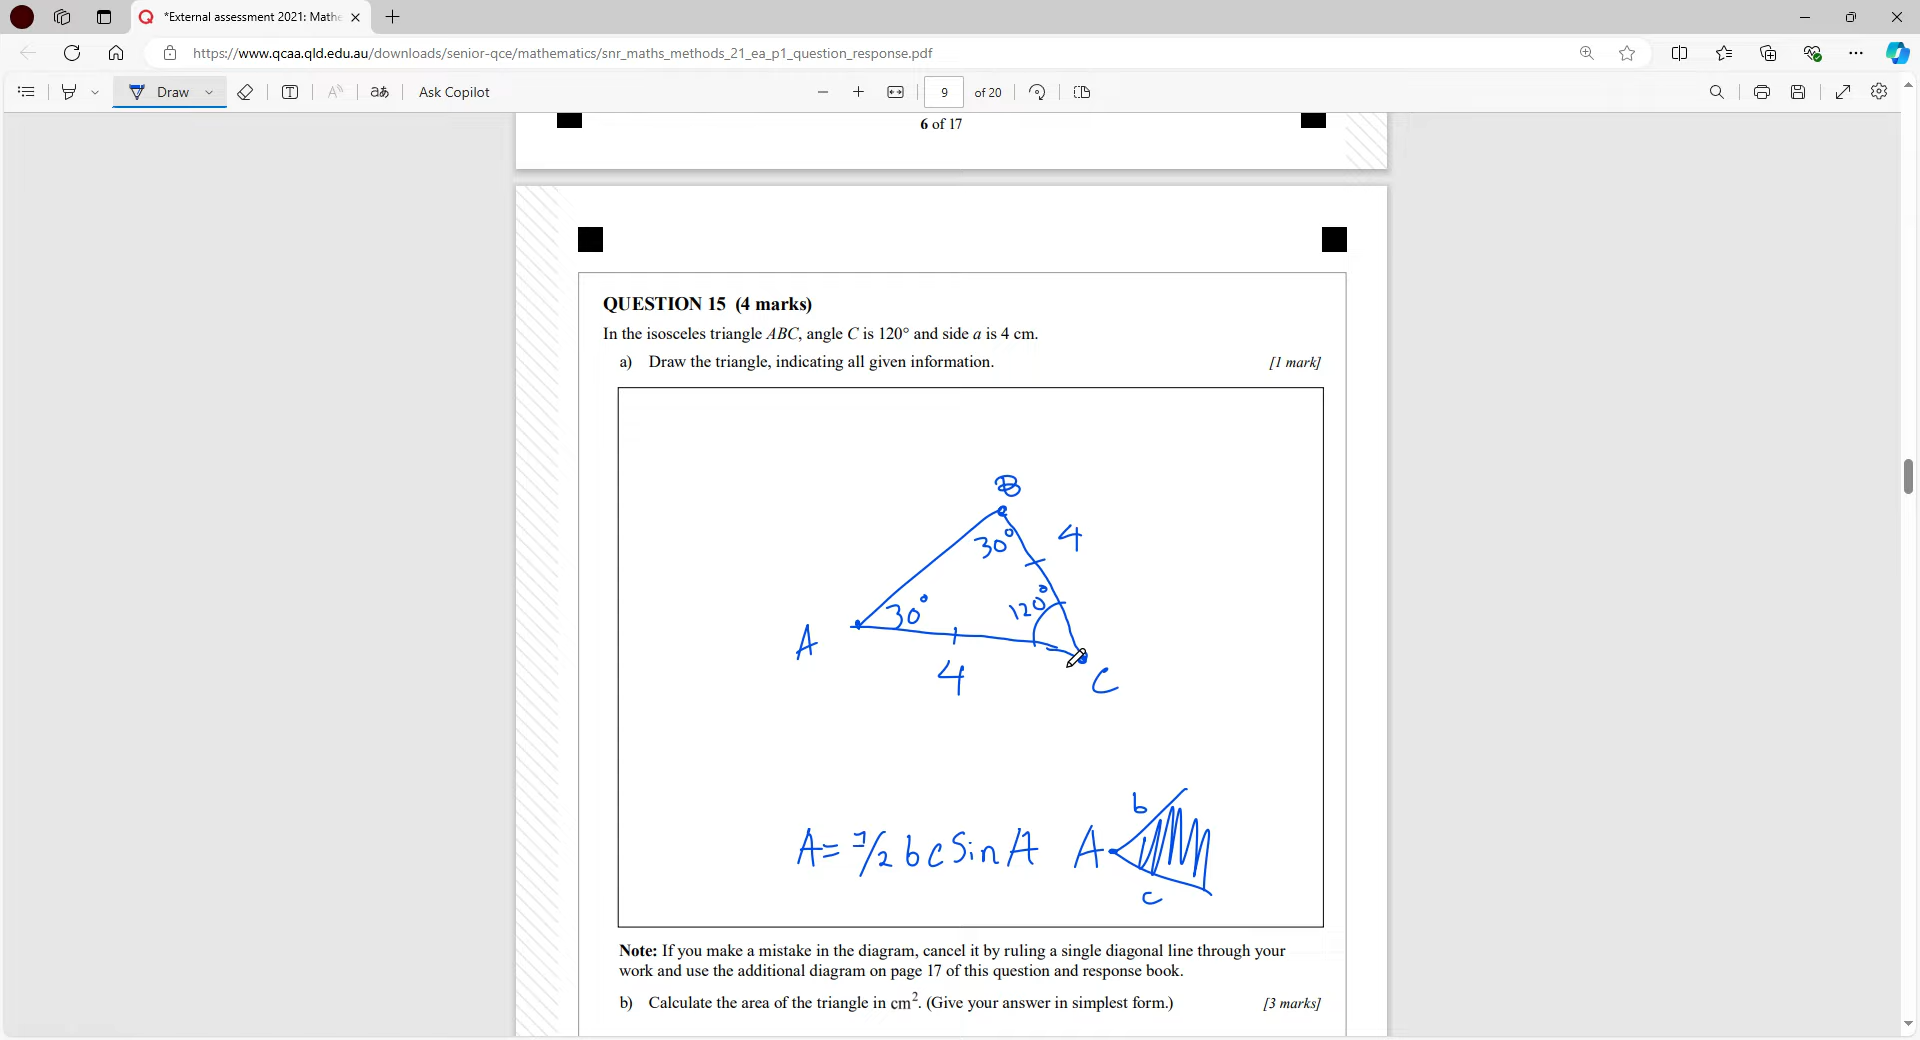 *External assessment 2021: Mathe
https://www.qcaa.qld.edu.au/downloads/senior-qce/mathematics/snr_maths_methods_21_ea_p1_question_response.pdf
Draw
T
A
aあ
Ask Copilot
9
of 20
6 of 17
QUESTION 15 (4 marks)
In the isosceles triangle ABC, angle C is 120° and side a is 4 cm.
a) Draw the triangle, indicating all given information. [1 mark]
B
30° 4
30° 120°
A
4 C
b
A = 1/2 b c Sin A A
c
Note: If you make a mistake in the diagram, cancel it by ruling a single diagonal line through your
work and use the additional diagram on page 17 of this question and response book.
b) Calculate the area of the triangle in cm². (Give your answer in simplest form.) [3 marks]